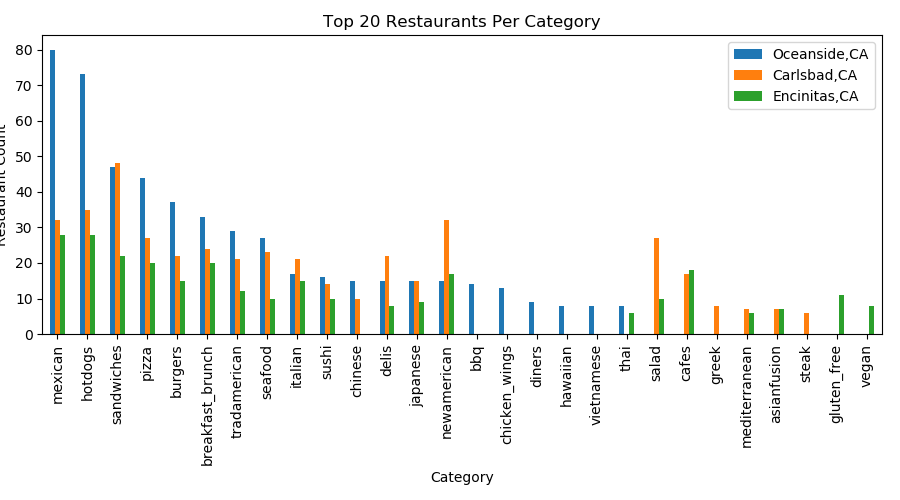 Top 20 Restaurants Per Category
Oceanside,CA
Carlsbad,CA
Encinitas,CA
Restaurant Count
80
70
60
50
40
30
20
10
0
mexican
hotdogs
sandwiches
pizza
burgers
breakfast_brunch
tradamerican
seafood
italian
sushi
chinese
delis
japanese
newamerican
bbq
chicken_wings
diners
hawaiian
vietnamese
thai
salad
cafes
greek
mediterranean
asianfusion
steak
gluten_free
vegan
Category